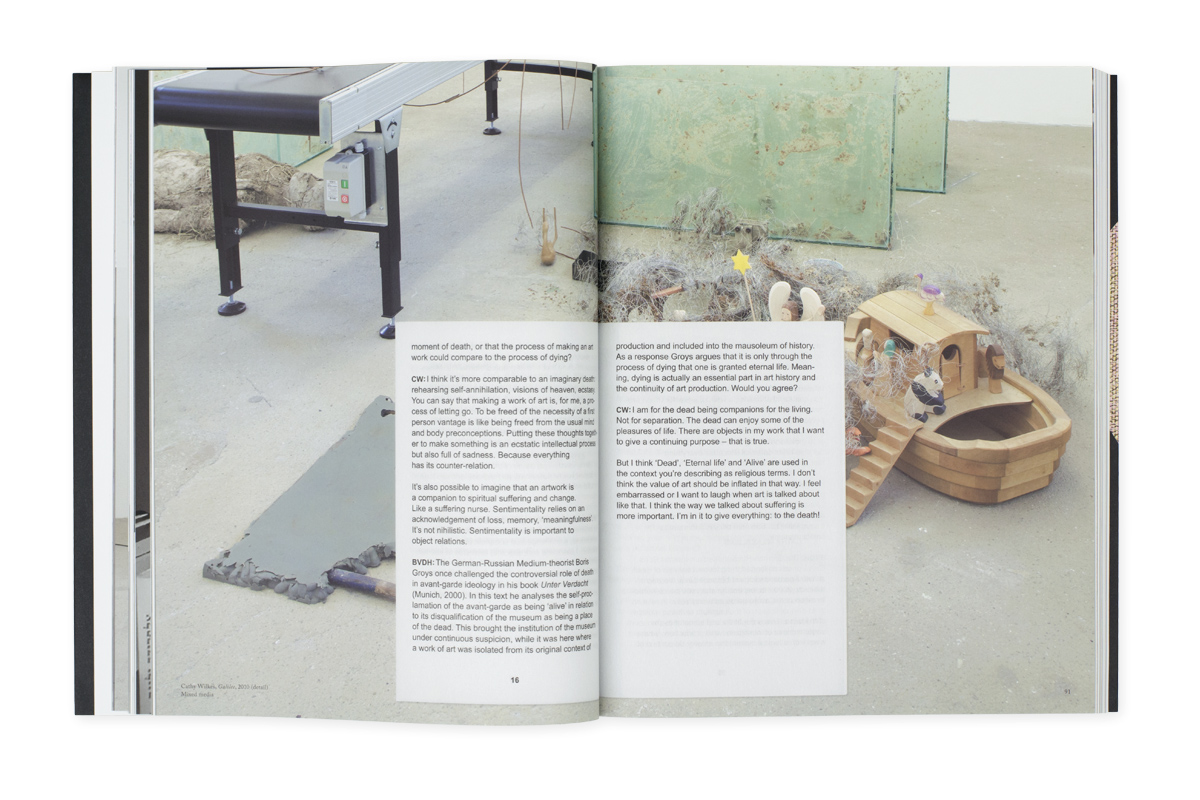 moment of death, or that the process of making an art
work could compare to the process of dying?
CW: I think it's more comparable to an imaginary death
rehearsing self-annihilation, visions of heaven, ecstasy.
You can say that making a work of art is, for me, a pro-
cess of letting go. To be freed of the necessity of a first
person vantage is like being freed from the usual mind
and body preconceptions. Putting these thoughts togeth-
er to make something is an ecstatic intellectual process
but also full of sadness. Because everything
has its counter-relation.
It's also possible to imagine that an artwork is
a companion to spiritual suffering and change.
Like a suffering nurse. Sentimentality relies on an
acknowledgement of loss, memory, 'meaningfulness'.
It's not nihilistic. Sentimentality is important to
object relations.
BVDH: The German-Russian Medium-theorist Boris
Groys once challenged the controversial role of death
in avant-garde ideology in his book Unter Verdacht
(Munich, 2000). In this text he analyses the self-proc-
lamation of the avant-garde as being 'alive' in relation
to its disqualification of the museum as being a place
of the dead. This brought the institution of the museum
under continuous suspicion, while it was here where
a work of art was isolated from its original context of
16
Cathy Wilkes, Gabion, 2010 (detail)
Mixed media
production and included into the mausoleum of history.
As a response Groys argues that it is only through the
process of dying that one is granted eternal life. Mean-
ing, dying is actually an essential part in art history and
the continuity of art production. Would you agree?
CW: I am for the dead being companions for the living.
Not for separation. The dead can enjoy some of the
pleasures of life. There are objects in my work that I want
to give a continuing purpose – that is true.
But I think 'Dead', 'Eternal life' and 'Alive' are used in
the context you're describing as religious terms. I don't
think the value of art should be inflated in that way. I feel
embarrassed or I want to laugh when art is talked about
like that. I think the way we talked about suffering is
more important. I'm in it to give everything: to the death!
91